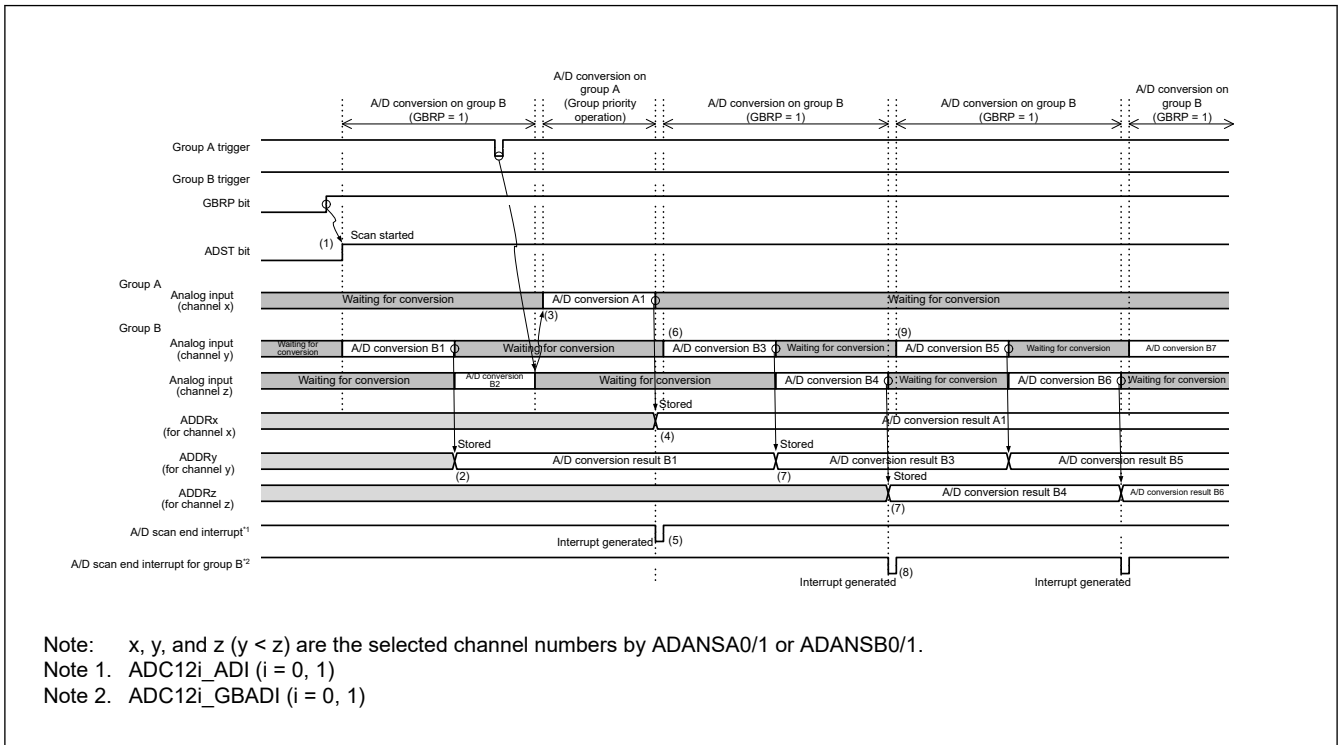 A/D conversion on
group A
(Group priority
operation)
A/D conversion on group B
(GBRP = 1)
A/D conversion on group B
(GBRP = 1)
A/D conversion on group B
(GBRP = 1)
A/D conversion on
group B
(GBRP = 1)
Group A trigger
Group B trigger
GBRP bit
(1)
Scan started
ADST bit
Group A
Analog input
(channel x)
Waiting for conversion
A/D conversion A1
Waiting for conversion
(3)
Group B
(6)
(9)
Analog input
(channel y)
Waiting for
conversion
A/D conversion B1
Waiting for conversion
A/D conversion B3
Waiting for conversion
A/D conversion B5
Waiting for conversion
A/D conversion B7
Analog input
(channel z)
Waiting for conversion
A/D conversion
B2
Waiting for conversion
A/D conversion B4
Waiting for conversion
A/D conversion B6
Waiting for conversion
Stored
ADDRx
(for channel x)
A/D conversion result A1
(4)
Stored
Stored
ADDRy
(for channel y)
A/D conversion result B1
A/D conversion result B3
A/D conversion result B5
(2)
(7)
Stored
ADDRz
(for channel z)
A/D conversion result B4
A/D conversion result B6
(7)
A/D scan end interrupt*1
Interrupt generated
(5)
A/D scan end interrupt for group B*2
(8)
Interrupt generated
Interrupt generated
Note: x, y, and z (y < z) are the selected channel numbers by ADANSA0/1 or ADANSB0/1.
Note 1. ADC12i_ADI (i = 0, 1)
Note 2. ADC12i_GBADI (i = 0, 1)